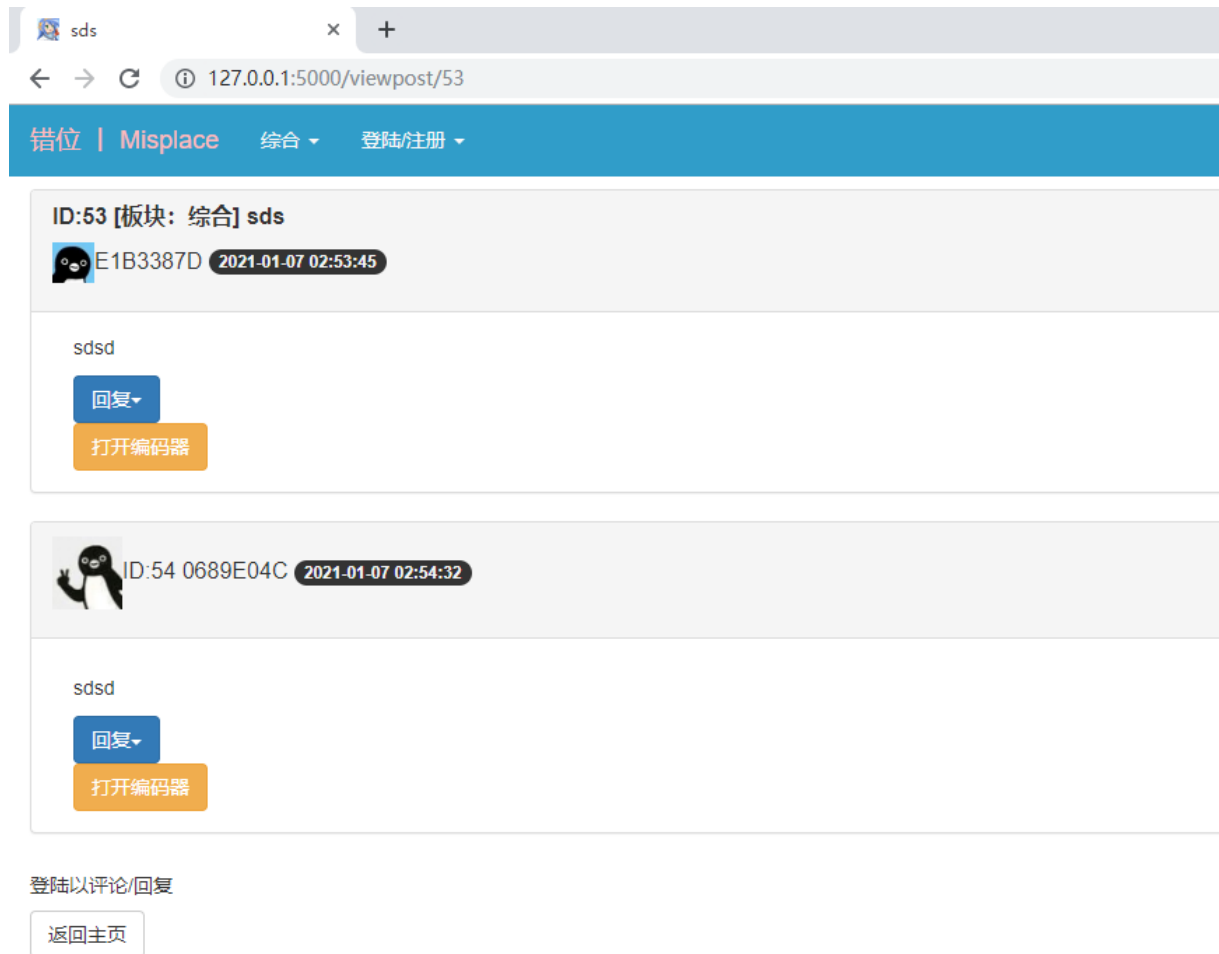 sds
127.0.0.1:5000/viewpost/53
错位 | Misplace 综合 登陆/注册
ID:53 [板块：综合] sds
E1B3387D 2021-01-07 02:53:45
sdsd
回复
打开编码器
ID:54 0689E04C 2021-01-07 02:54:32
sdsd
回复
打开编码器
登陆以评论/回复
返回主页